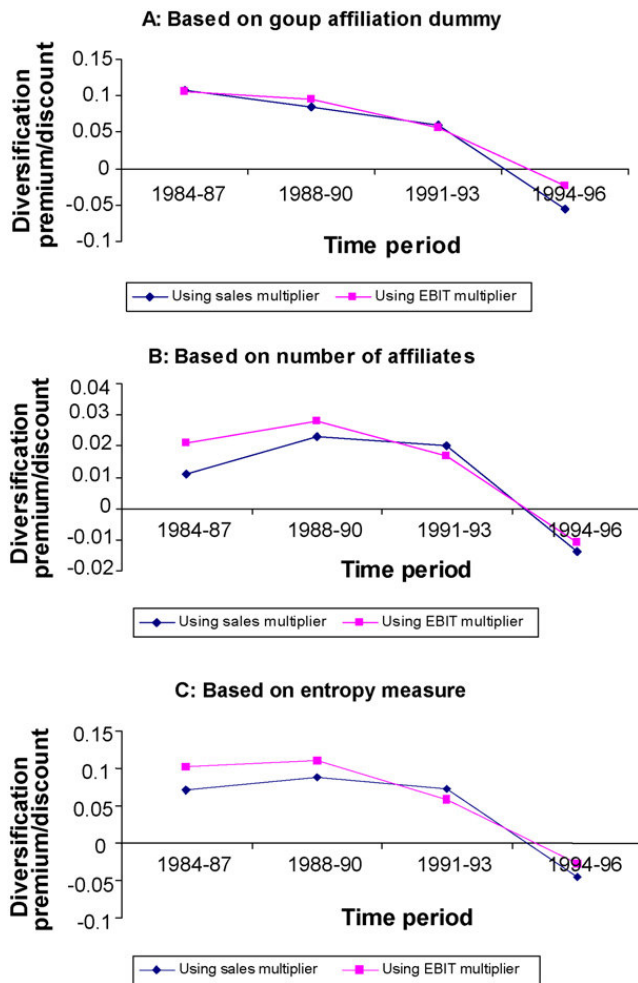 A: Based on goup affiliation dummy
Diversification
premium/discount
0.15
0.1
0.05
0
-0.05
-0.1
1984-87 1988-90 1991-93 1994-96
Time period
Using sales multiplier Using EBIT multiplier
B: Based on number of affiliates
Diversification
premium/discount
0.04
0.03
0.02
0.01
0
-0.01
-0.02
1984-87 1988-90 1991-93 1994-96
Time period
Using sales multiplier Using EBIT multiplier
C: Based on entropy measure
Diversification
premium/discount
0.15
0.1
0.05
0
-0.05
-0.1
1984-87 1988-90 1991-93 1994-96
Time period
Using sales multiplier Using EBIT multiplier